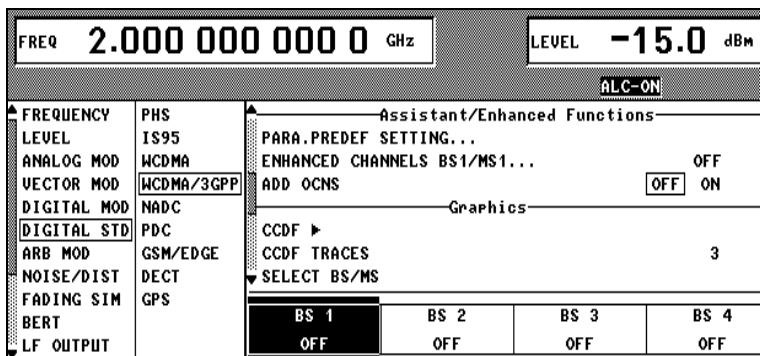 FREQ 2.000 000 000 0 GHz LEVEL -15.0 dBm
ALC-ON
FREQUENCY
LEVEL
ANALOG MOD
VECTOR MOD
DIGITAL MOD
DIGITAL STD
ARB MOD
NOISE/DIST
FADING SIM
BERT
LF OUTPUT
PHS
IS95
WCDMA
WCDMA/3GPP
NADC
PDC
GSM/EDGE
DECT
GPS
Assistant/Enhanced Functions
PARA.PREDEF SETTING...
ENHANCED CHANNELS BS1/MS1... OFF
ADD OCNS OFF ON
Graphics
CCDF ▶
CCDF TRACES 3
SELECT BS/MS
BS 1 BS 2 BS 3 BS 4
OFF OFF OFF OFF